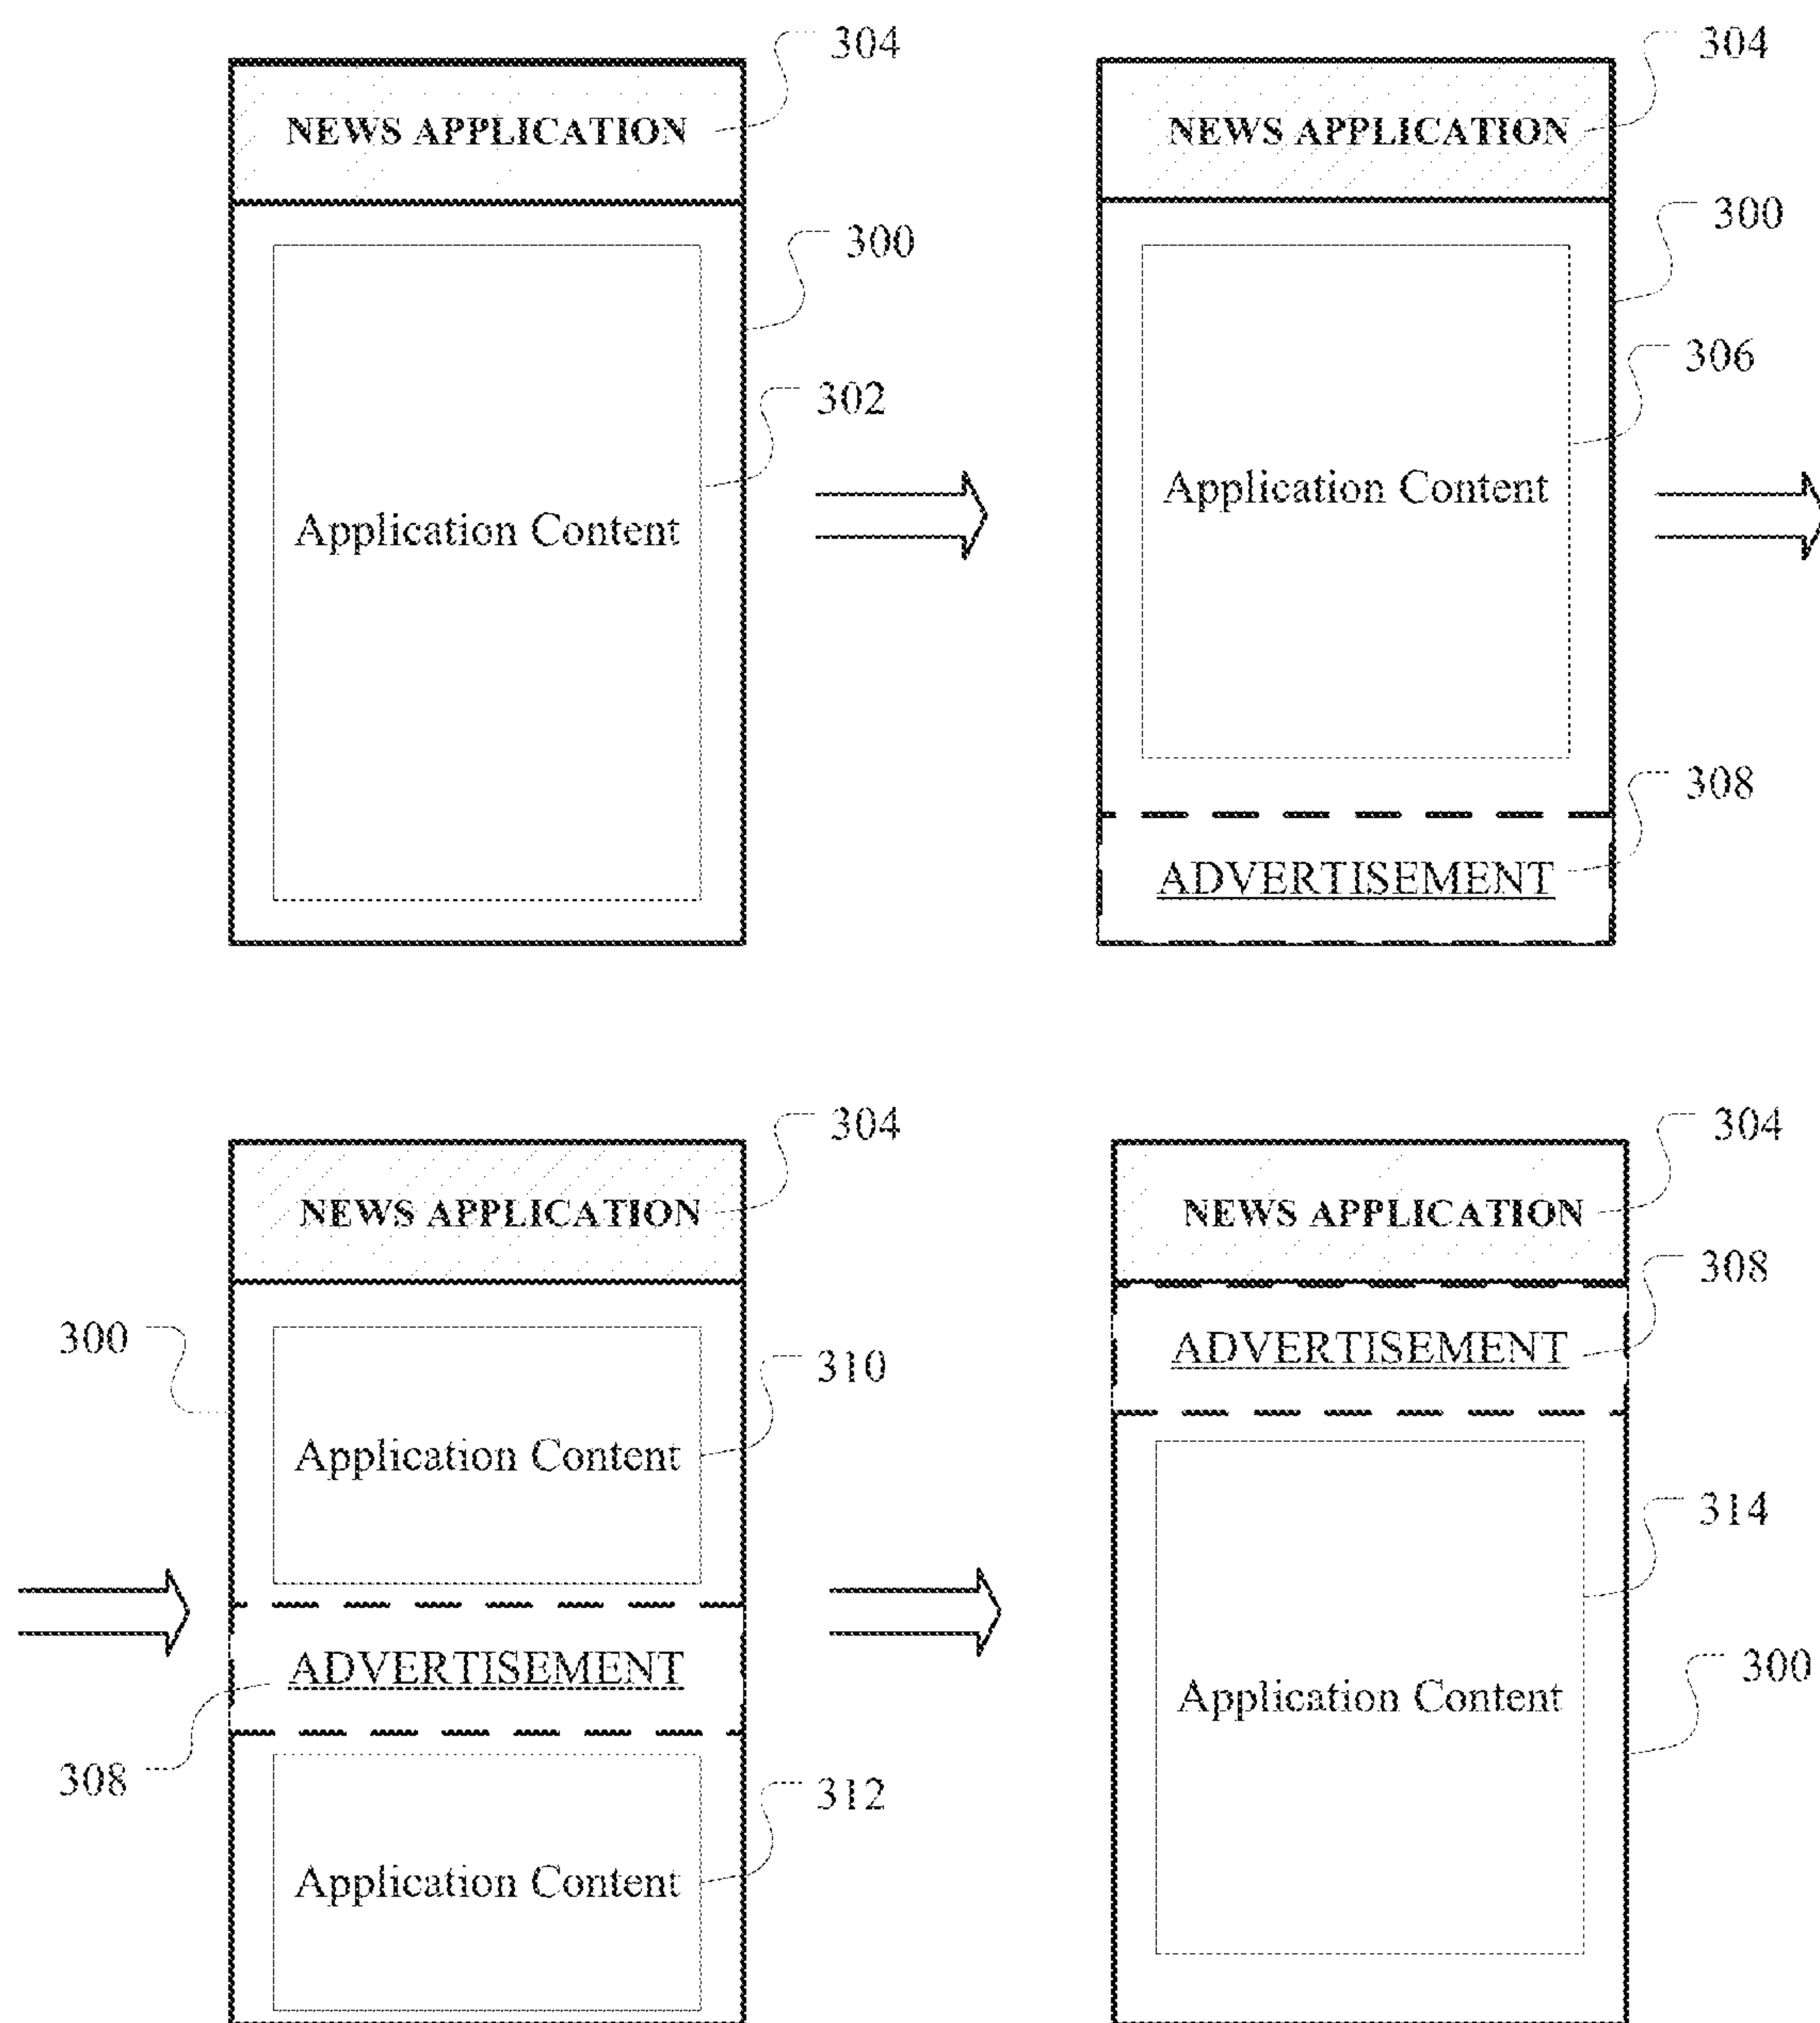 304
NEWS APPLICATION
300
302
Application Content
304
NEWS APPLICATION
300
306
Application Content
308
ADVERTISEMENT
304
NEWS APPLICATION
300
310
Application Content
ADVERTISEMENT
308
312
Application Content
304
NEWS APPLICATION
308
ADVERTISEMENT
314
300
Application Content